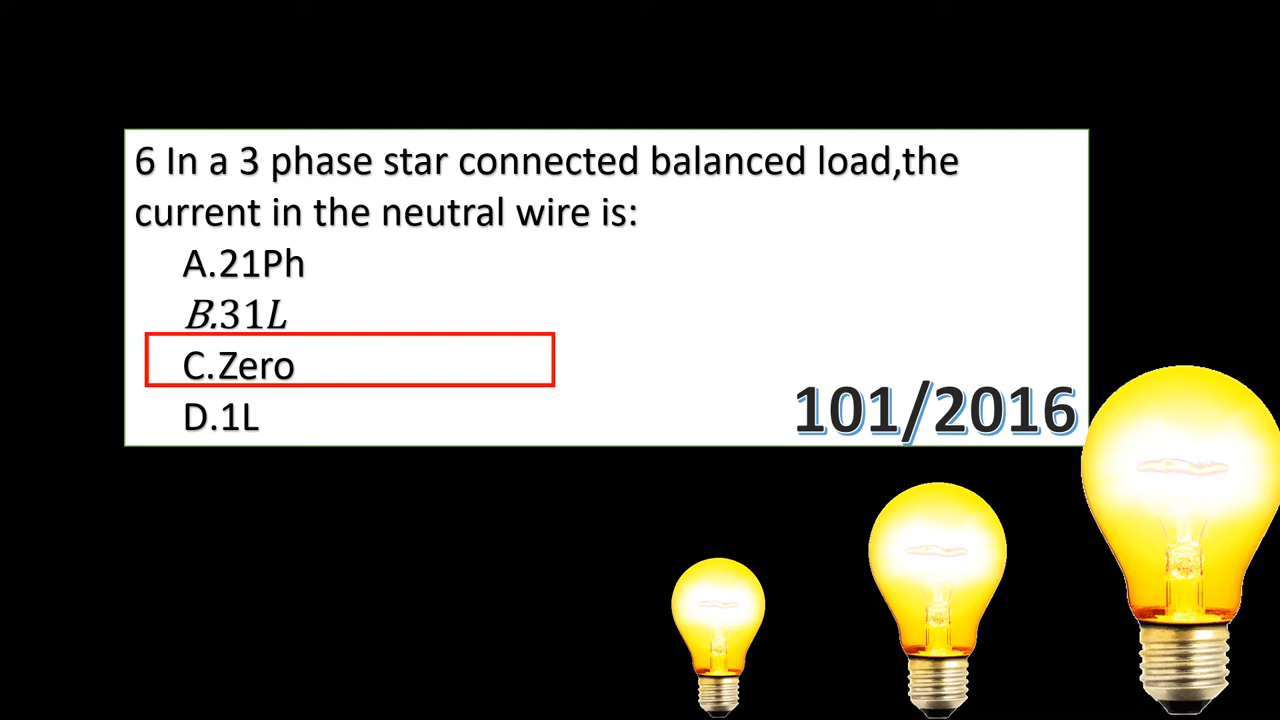 6 In a 3 phase star connected balanced load,the
current in the neutral wire is:
A.21Ph
B.31L
C.Zero
D.1L
101/2016